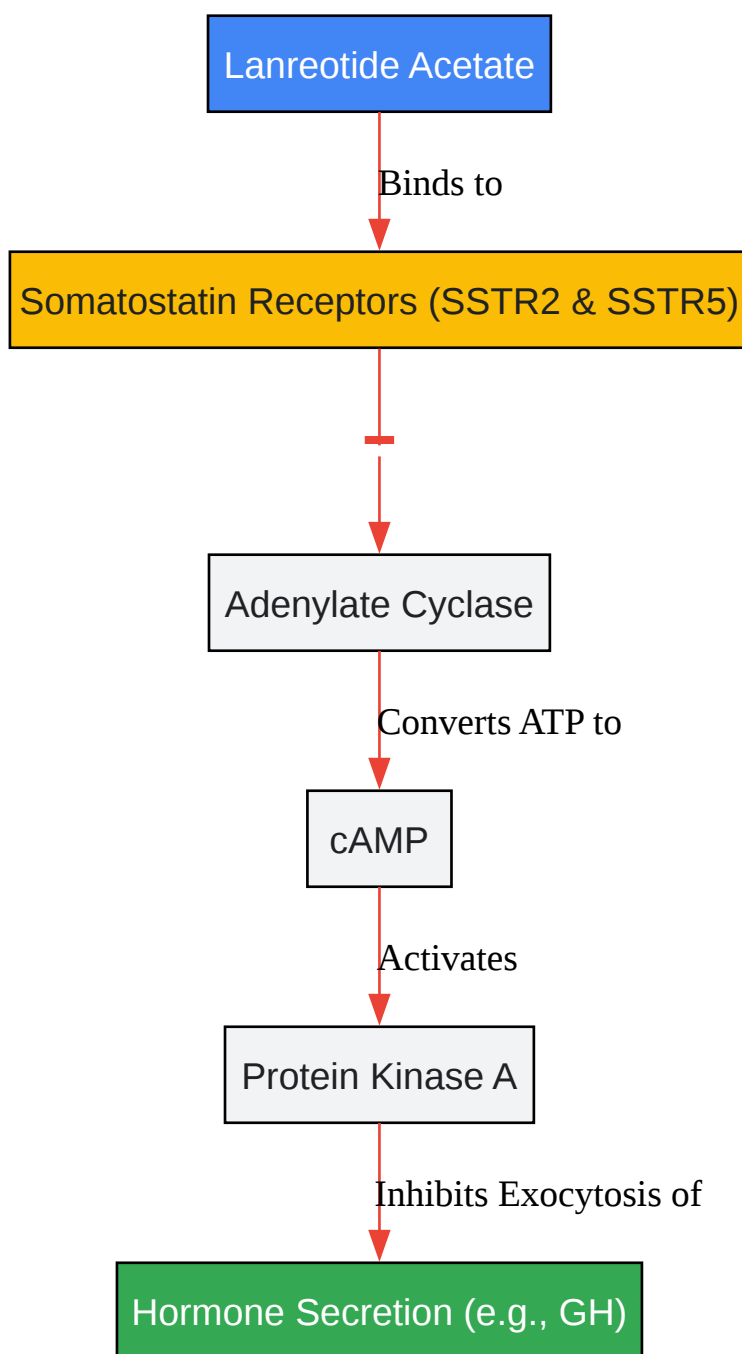 Lanreotide Acetate
Binds to
Somatostatin Receptors (SSTR2 & SSTR5)
Adenylate Cyclase
Converts ATP to
cAMP
Activates
Protein Kinase A
Inhibits Exocytosis of
Hormone Secretion (e.g., GH)